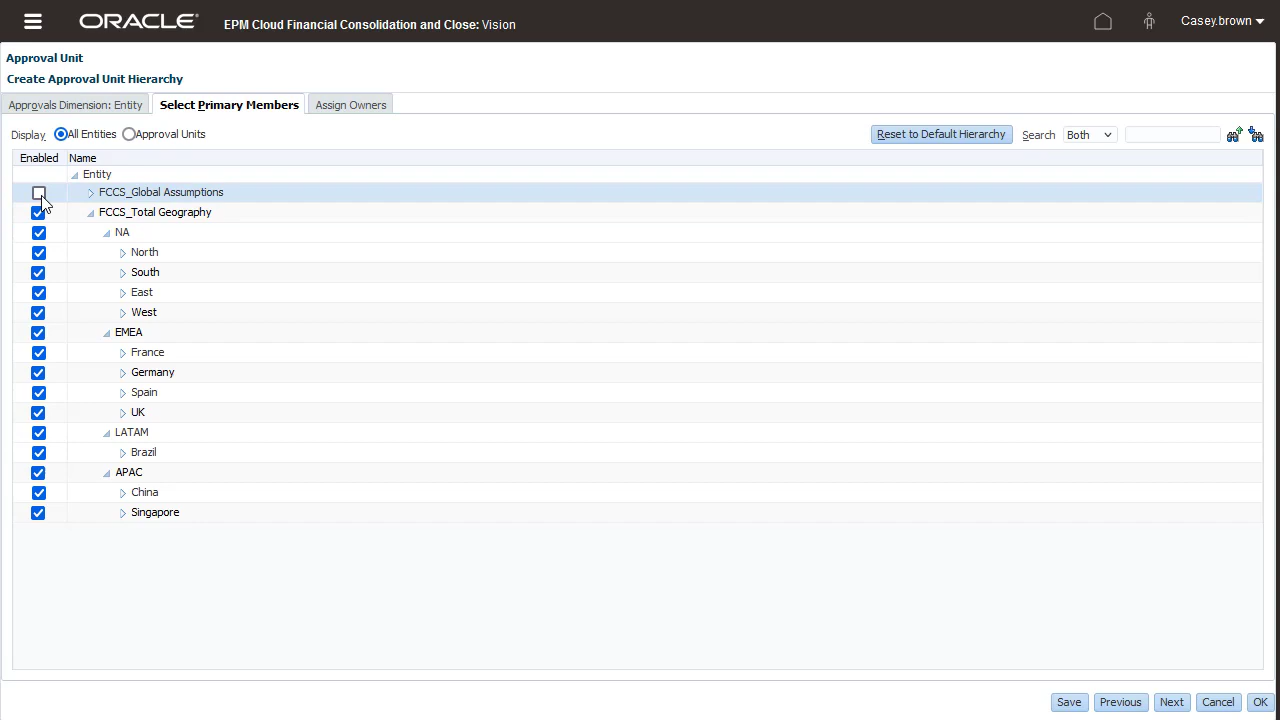 ORACLE EPM Cloud Financial Consolidation and Close: Vision Casey.brown
Approval Unit
Create Approval Unit Hierarchy
Approvals Dimension: Entity Select Primary Members Assign Owners
Display All Entities Approval Units Reset to Default Hierarchy Search Both
Enabled Name
Entity
FCCS_Global Assumptions
FCCS_Total Geography
NA
North
South
East
West
EMEA
France
Germany
Spain
UK
LATAM
Brazil
APAC
China
Singapore
Save Previous Next Cancel OK